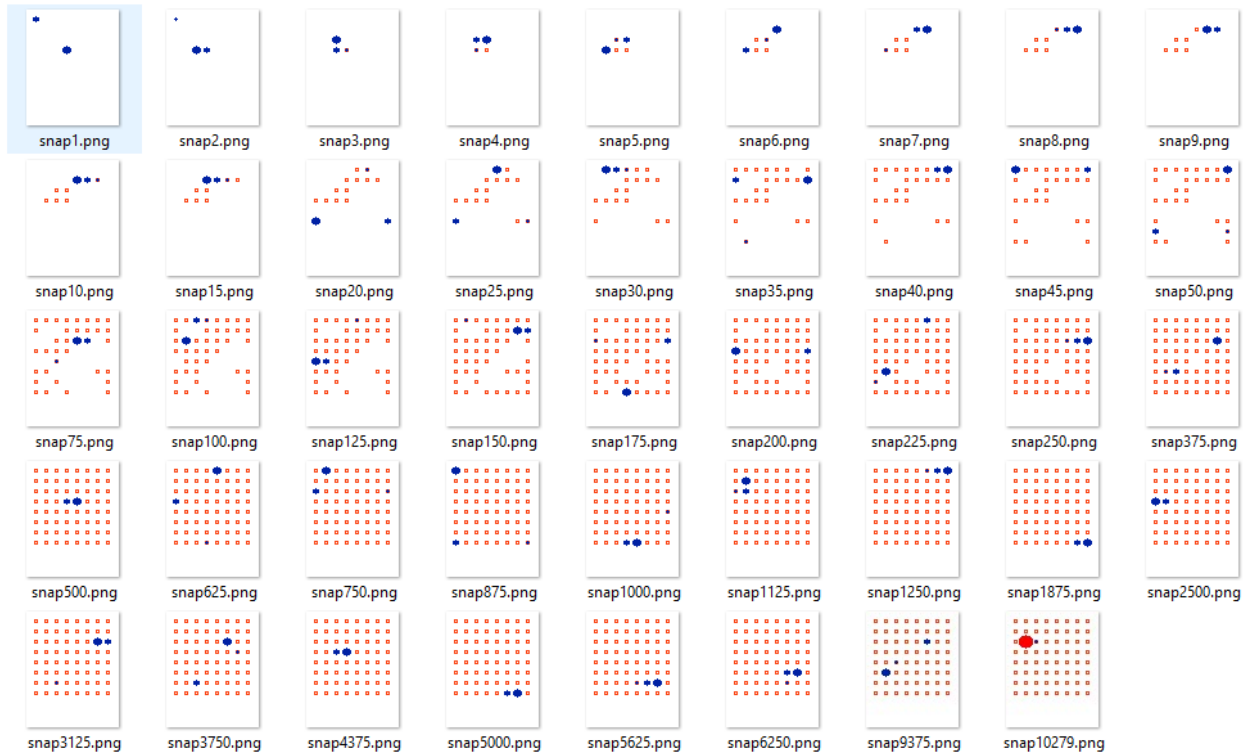 snap1.png snap2.png snap3.png snap4.png snap5.png snap6.png snap7.png snap8.png snap9.png
snap10.png snap15.png snap20.png snap25.png snap30.png snap35.png snap40.png snap45.png snap50.png
snap75.png snap100.png snap125.png snap150.png snap175.png snap200.png snap225.png snap250.png snap375.png
snap500.png snap625.png snap750.png snap875.png snap1000.png snap1125.png snap1250.png snap1875.png snap2500.png
snap3125.png snap3750.png snap4375.png snap5000.png snap5625.png snap6250.png snap9375.png snap10279.png